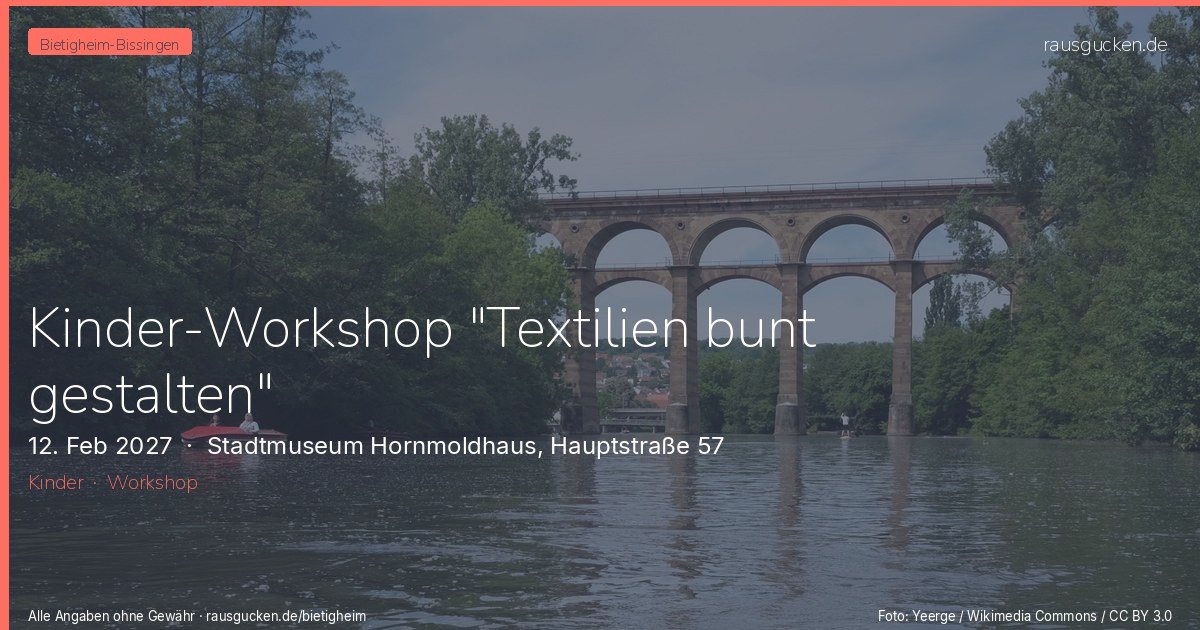 Bietigheim-Bissingen
rausgucken.de
Kinder-Workshop "Textilien bunt
gestalten"
12. Feb 2027 · Stadtmuseum Hornmoldhaus, Hauptstraße 57
Kinder · Workshop
Alle Angaben ohne Gewähr · rausgucken.de/bietigheim
Foto: Yeerge / Wikimedia Commons / CC BY 3.0